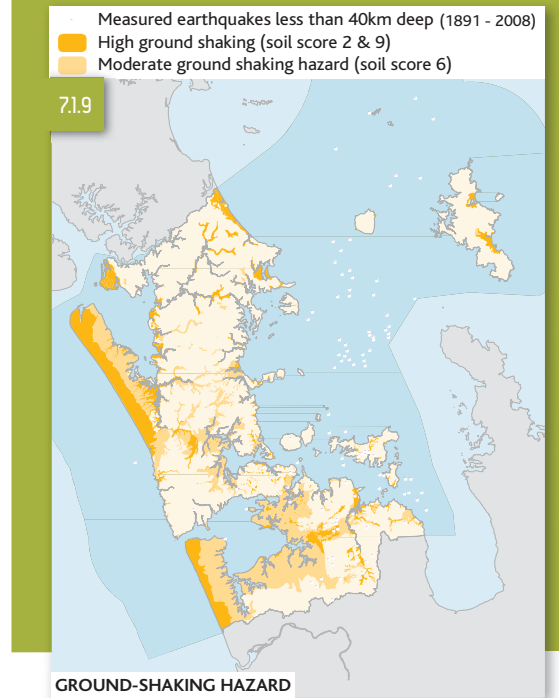 Measured earthquakes less than 40km deep (1891 - 2008)
High ground shaking (soil score 2 & 9)
Moderate ground shaking hazard (soil score 6)
7.1.9
GROUND-SHAKING HAZARD